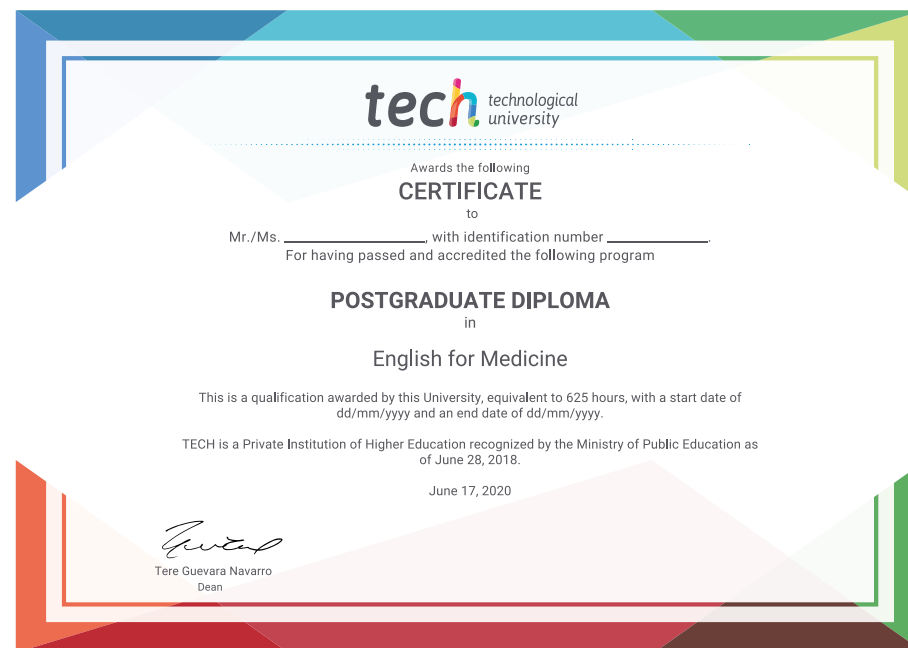 tech technological
university
Awards the following
CERTIFICATE
to
Mr./Ms. ____________________, with identification number ______________.
For having passed and accredited the following program
POSTGRADUATE DIPLOMA
in
English for Medicine
This is a qualification awarded by this University, equivalent to 625 hours, with a start date of
dd/mm/yyyy and an end date of dd/mm/yyyy.
TECH is a Private Institution of Higher Education recognized by the Ministry of Public Education as
of June 28, 2018.
June 17, 2020
Tere Guevara Navarro
Dean